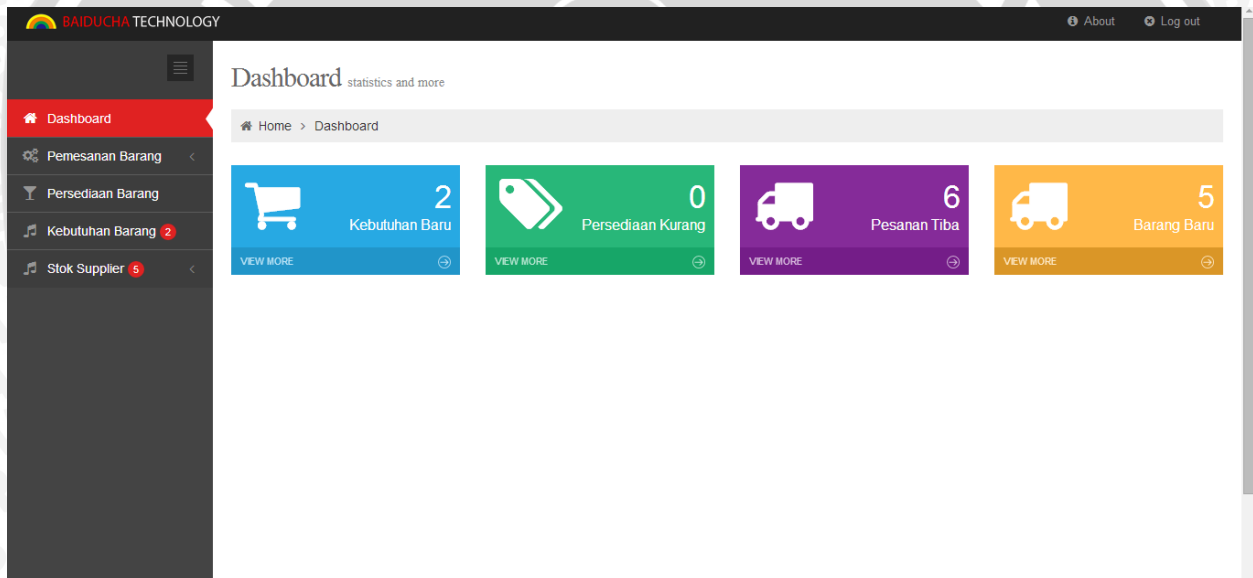 BAIDUCHA TECHNOLOGY
About
Log out
Dashboard statistics and more
Home > Dashboard
Dashboard
Pemesanan Barang
Persediaan Barang
Kebutuhan Barang 2
Stok Supplier 5
2
Kebutuhan Baru
VIEW MORE
0
Persediaan Kurang
VIEW MORE
6
Pesanan Tiba
VIEW MORE
5
Barang Baru
VIEW MORE